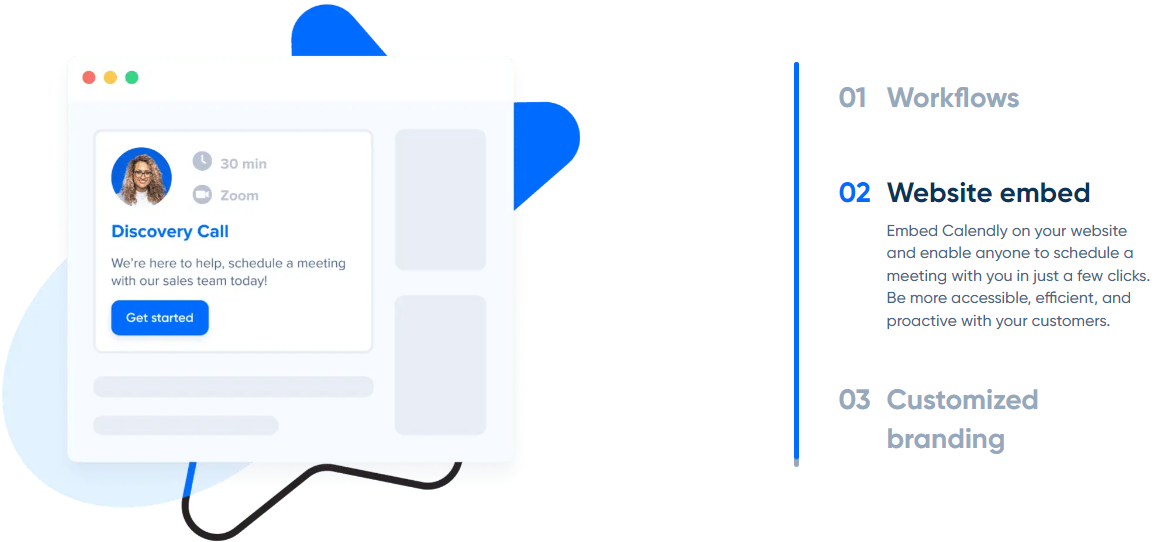 30 min
Zoom
Discovery Call
We're here to help, schedule a meeting
with our sales team today!
Get started
01 Workflows
02 Website embed
Embed Calendly on your website
and enable anyone to schedule a
meeting with you in just a few clicks.
Be more accessible, efficient, and
proactive with your customers.
03 Customized
branding